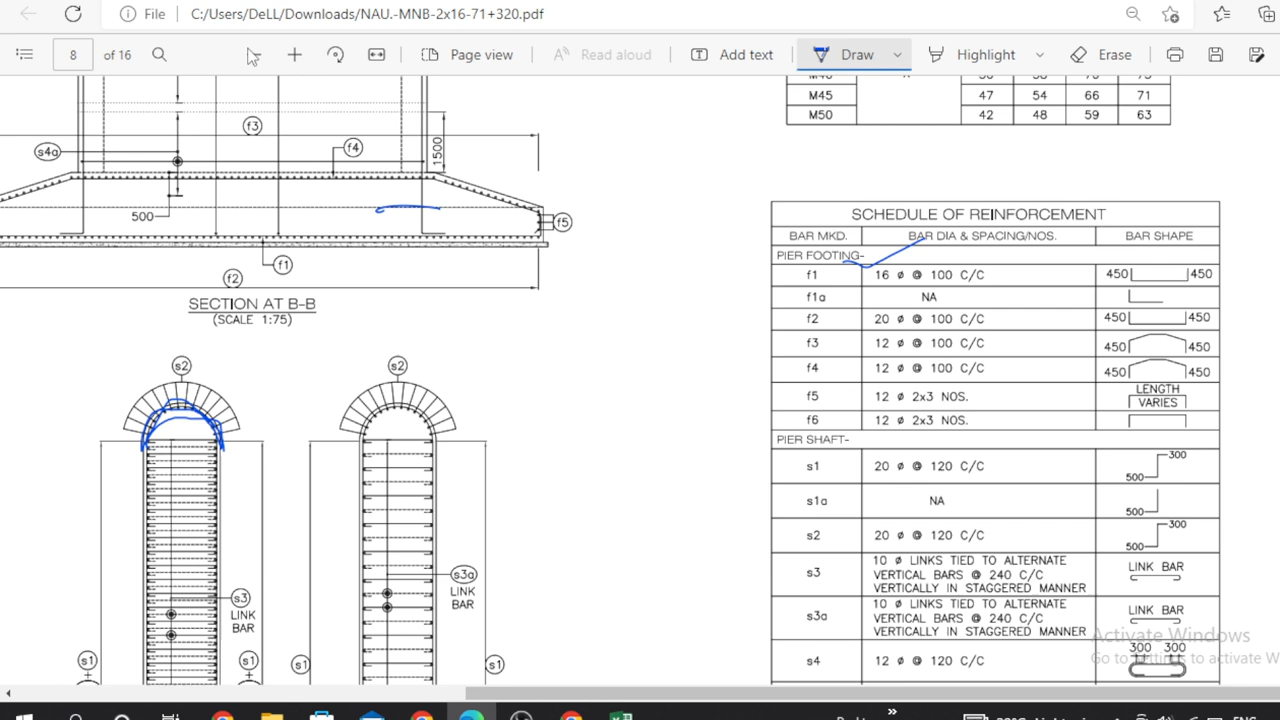 File C:/Users/DeLL/Downloads/NAU.-MNB-2x16-71+320.pdf
8 of 16 Page view Read aloud Add text Draw Highlight Erase
M45 47 54 66 71
M50 42 48 59 63
f3
s4a
f4
1500
500
f5
f1
f2
SECTION AT B-B
(SCALE 1:75)
s2 s2
s3
LINK
BAR
s3a
LINK
BAR
s1 s1 s1 s1
+ +
SCHEDULE OF REINFORCEMENT
BAR MKD. BAR DIA & SPACING/NOS. BAR SHAPE
PIER FOOTING-
f1 16 ø @ 100 C/C 450 450
f1a NA
f2 20 ø @ 100 C/C 450 450
f3 12 ø @ 100 C/C 450 450
f4 12 ø @ 100 C/C 450 450
f5 12 ø 2x3 NOS. LENGTH
VARIES
f6 12 ø 2x3 NOS.
PIER SHAFT-
s1 20 ø @ 120 C/C 500 300
s1a NA 500
s2 20 ø @ 120 C/C 500 300
s3 10 ø LINKS TIED TO ALTERNATE
VERTICAL BARS @ 240 C/C
VERTICALLY IN STAGGERED MANNER
LINK BAR
s3a 10 ø LINKS TIED TO ALTERNATE
VERTICAL BARS @ 240 C/C
VERTICALLY IN STAGGERED MANNER
LINK BAR
s4 12 ø @ 120 C/C 300 300
Activate Windows
Go to Settings to activate W